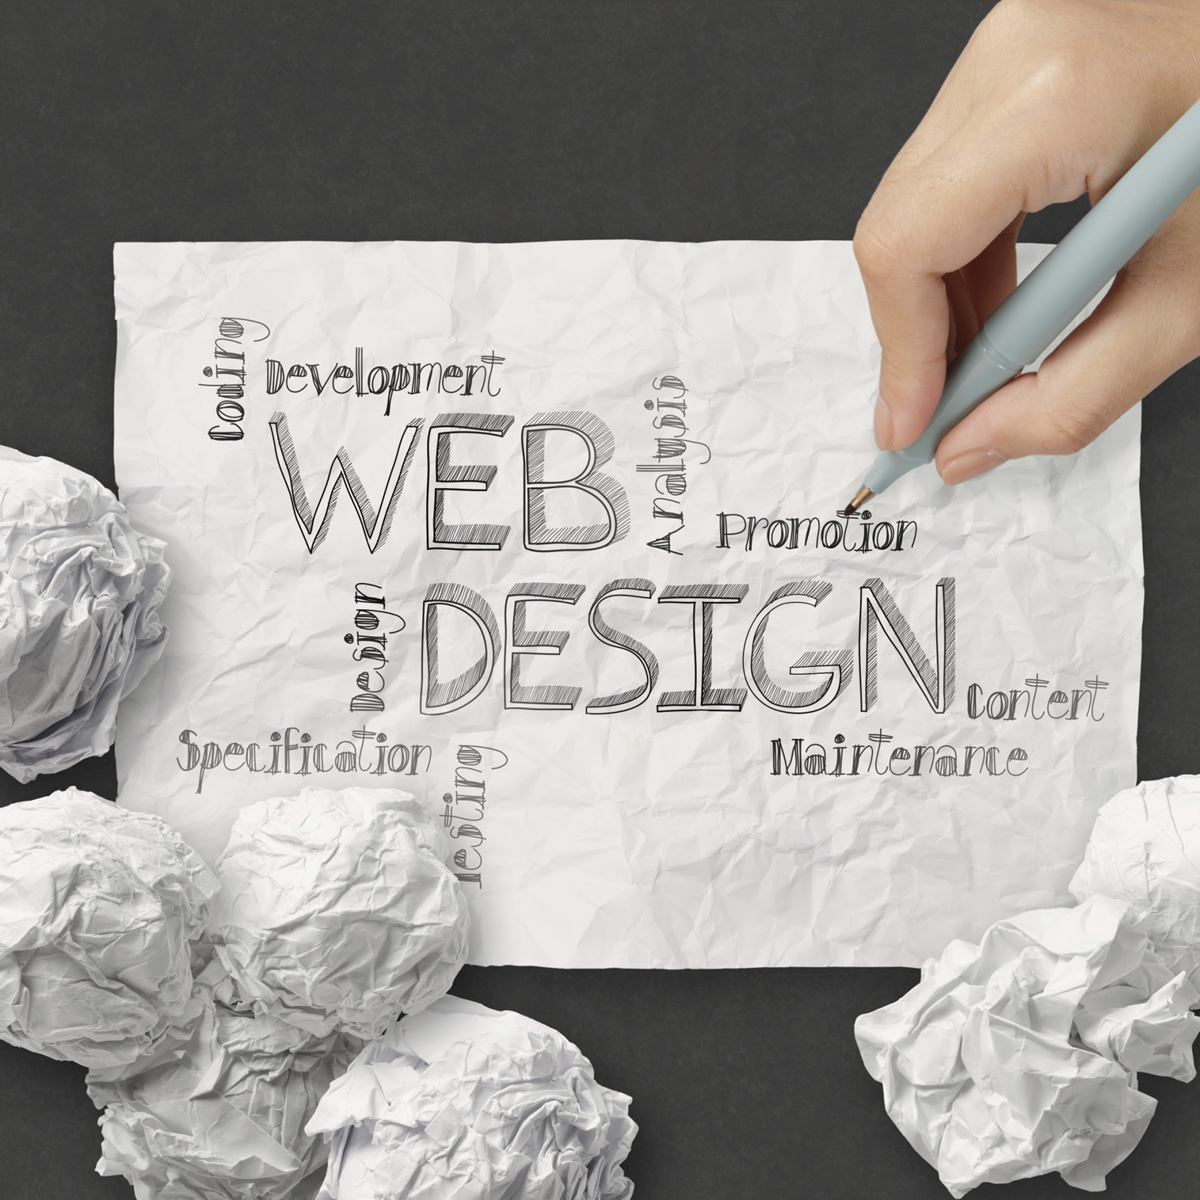 Coding
Development
WEB
Analysis
Promotion
Design
DESIGN
Content
Specification
Maintenance
Testing